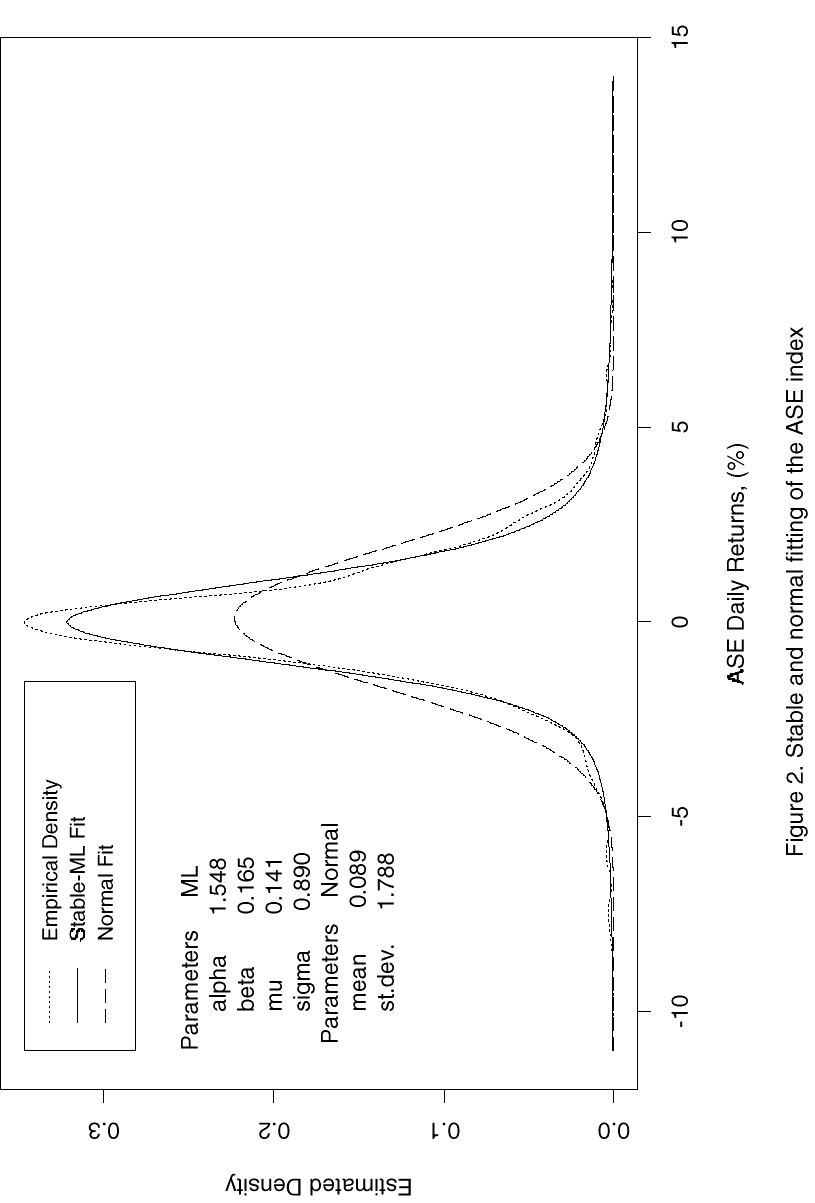 Empirical Density
Stable-ML Fit
Normal Fit
Parameters ML
alpha 1.548
beta 0.165
mu 0.141
sigma 0.890
Parameters Normal
mean 0.089
st.dev. 1.788
Estimated Density
0.0 0.1 0.2 0.3
-10 -5 0 5 10 15
ASE Daily Returns, (%)
Figure 2. Stable and normal fitting of the ASE index